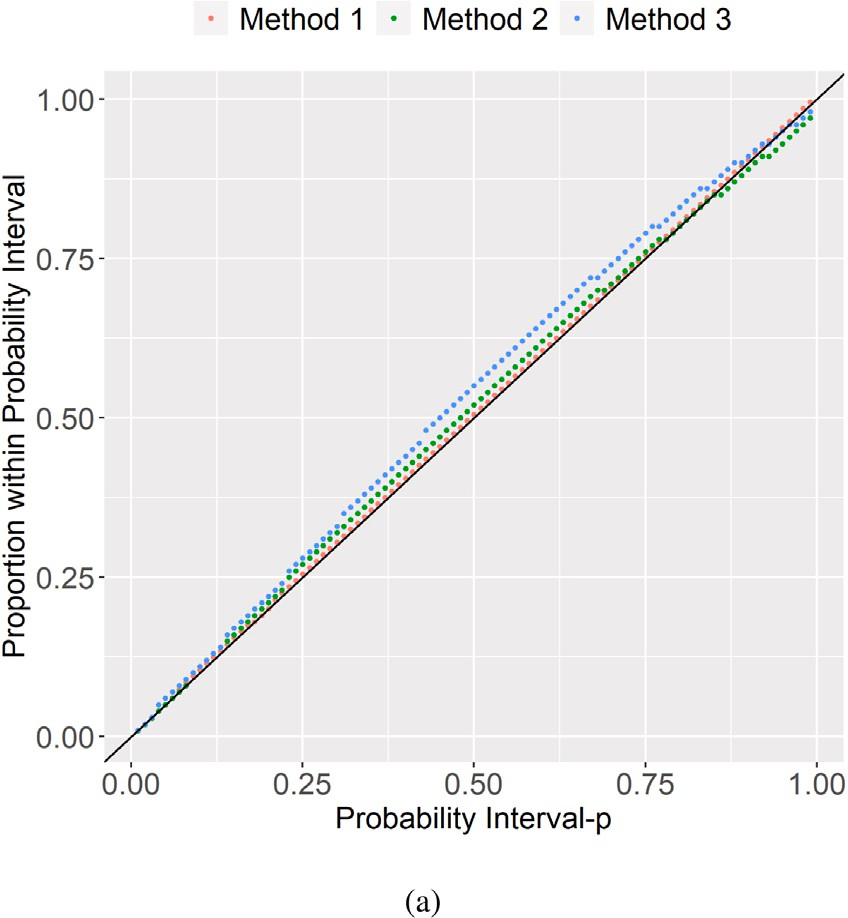 Method 1 Method 2 Method 3
1.00
0.75
0.50
0.25
0.00
Proportion within Probability Interval
0.00 0.25 0.50 0.75 1.00
Probability Interval-p
(a)